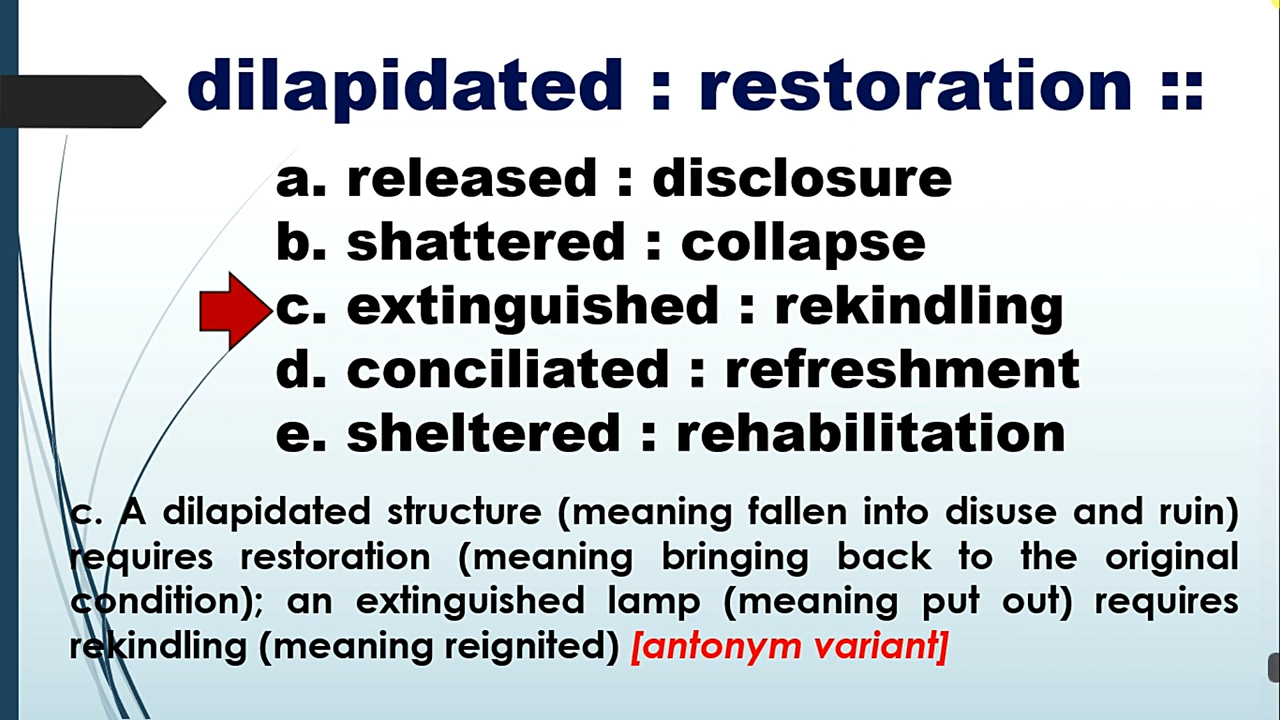 dilapidated : restoration ::
a. released : disclosure
b. shattered : collapse
c. extinguished : rekindling
d. conciliated : refreshment
e. sheltered : rehabilitation
c. A dilapidated structure (meaning fallen into disuse and ruin)
requires restoration (meaning bringing back to the original
condition); an extinguished lamp (meaning put out) requires
rekindling (meaning reignited) [antonym variant]